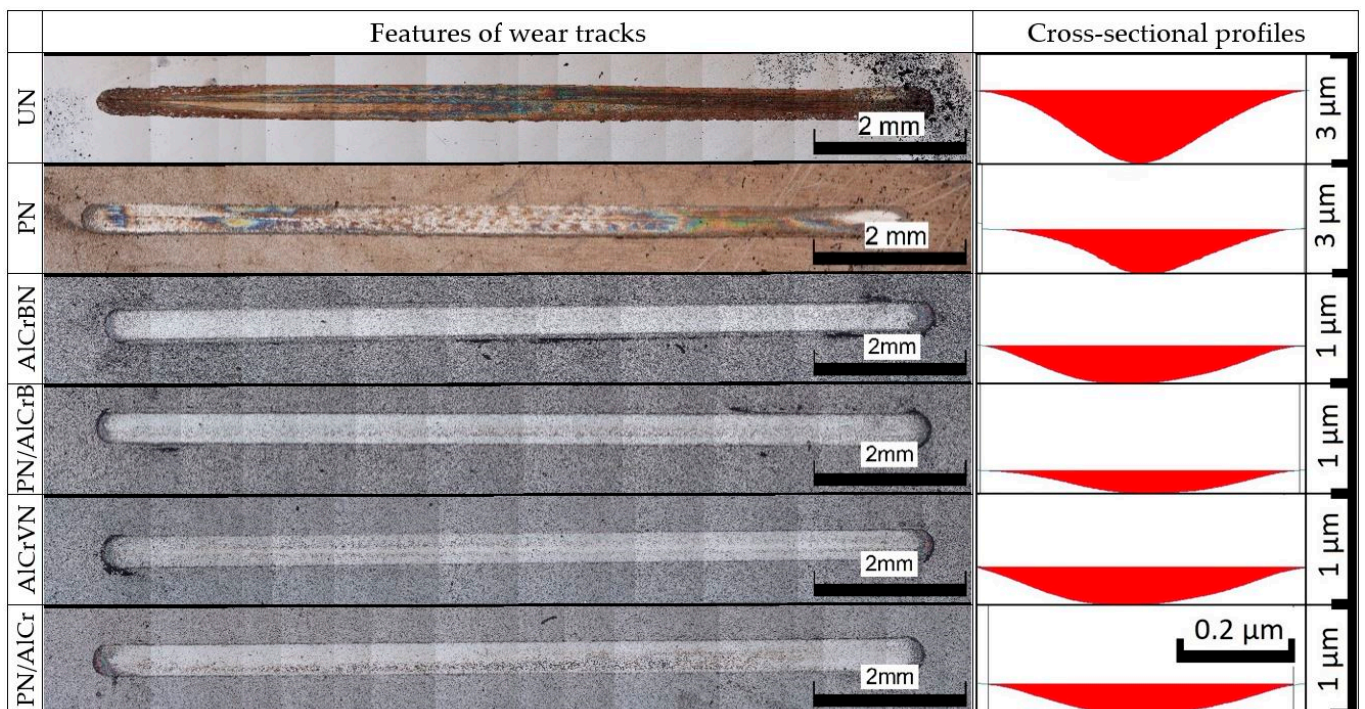 Features of wear tracks
Cross-sectional profiles
UN
2 mm
3 μm
PN
2 mm
3 μm
AlCrBN
2mm
1 μm
PN/AlCrB
2mm
1 μm
AlCrVN
2mm
1 μm
PN/AlCr
2mm
0.2 μm
1 μm